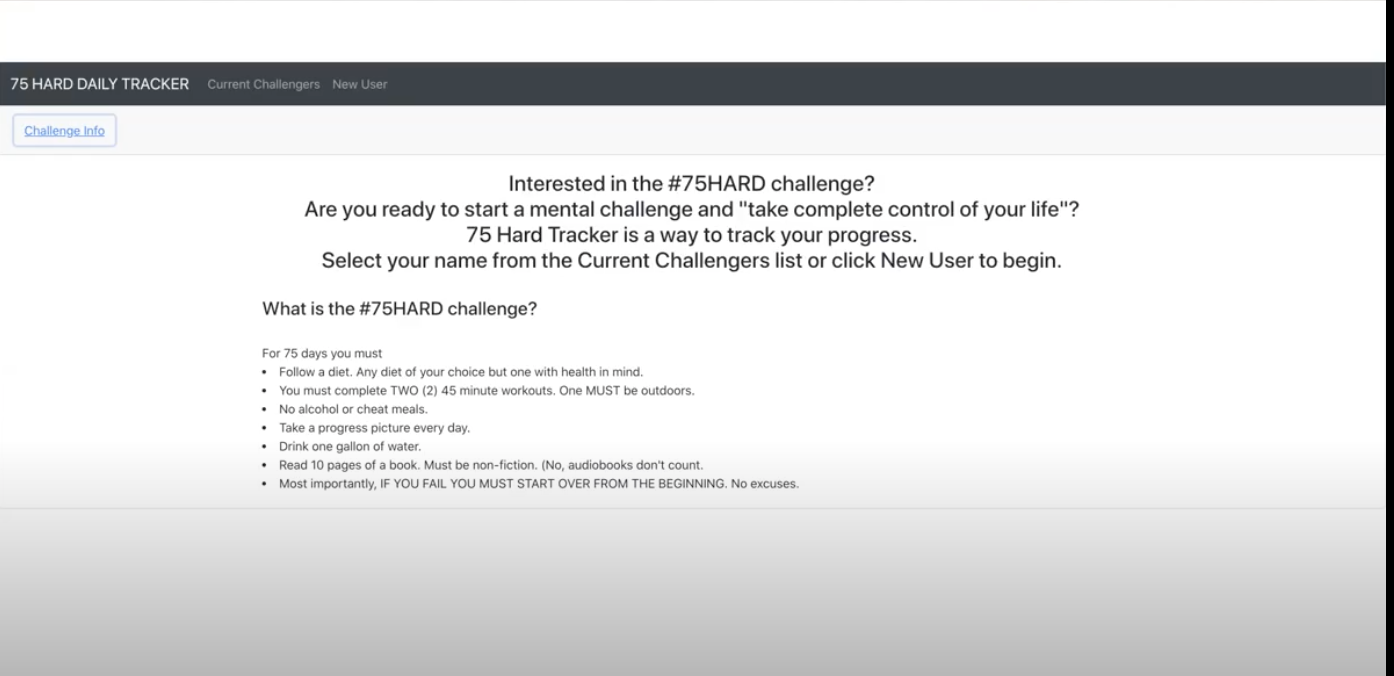 75 HARD DAILY TRACKER Current Challengers New User
Challenge Info
Interested in the #75HARD challenge?
Are you ready to start a mental challenge and "take complete control of your life"?
75 Hard Tracker is a way to track your progress.
Select your name from the Current Challengers list or click New User to begin.
What is the #75HARD challenge?
For 75 days you must
• Follow a diet. Any diet of your choice but one with health in mind.
• You must complete TWO (2) 45 minute workouts. One MUST be outdoors.
• No alcohol or cheat meals.
• Take a progress picture every day.
• Drink one gallon of water.
• Read 10 pages of a book. Must be non-fiction. (No, audiobooks don't count.
• Most importantly, IF YOU FAIL YOU MUST START OVER FROM THE BEGINNING. No excuses.